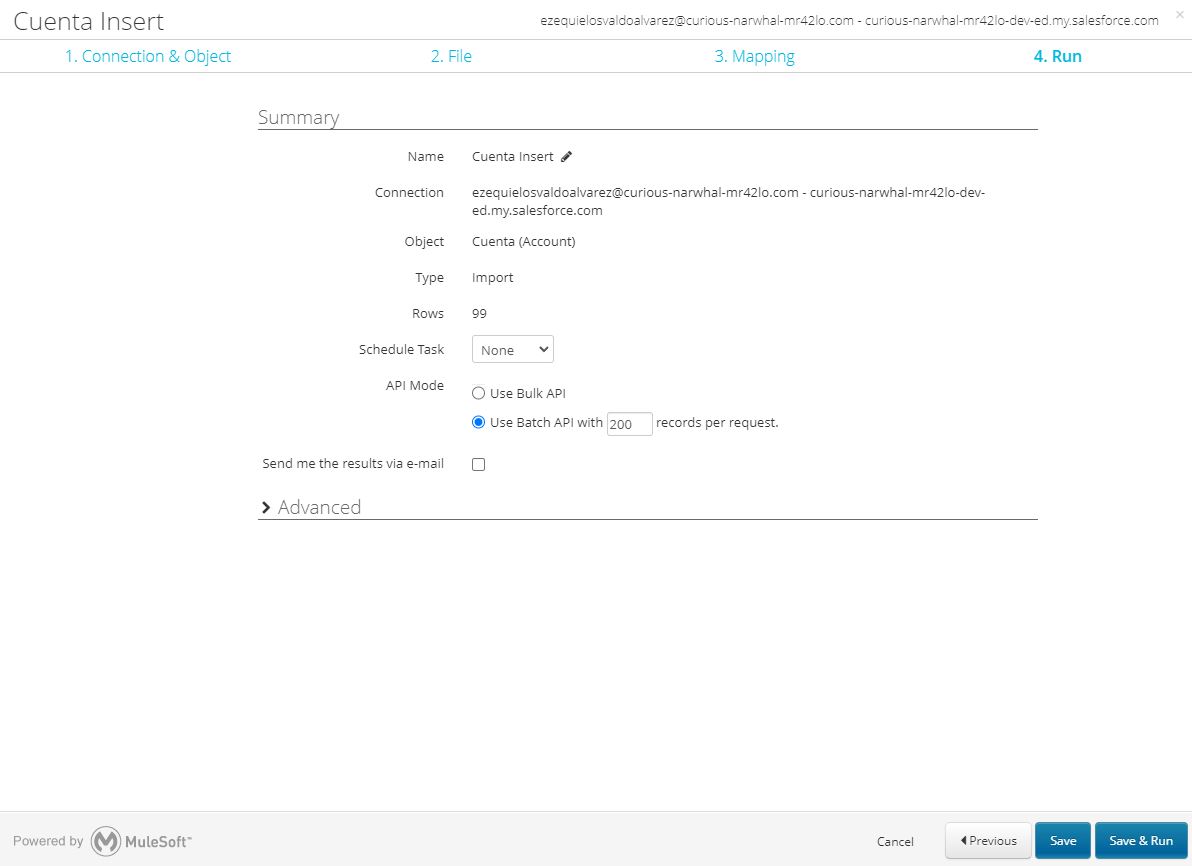 Cuenta Insert
ezequielosvaldoalvarez@curious-narwhal-mr42lo.com - curious-narwhal-mr42lo-dev-ed.my.salesforce.com
×
1. Connection & Object
2. File
3. Mapping
4. Run
Summary
Name
Cuenta Insert
Connection
ezequielosvaldoalvarez@curious-narwhal-mr42lo.com - curious-narwhal-mr42lo-dev-
ed.my.salesforce.com
Object
Cuenta (Account)
Type
Import
Rows
99
Schedule Task
None
API Mode
Use Bulk API
Use Batch API with 200 records per request.
Send me the results via e-mail
Advanced
Powered by MuleSoft™
Cancel
Previous
Save
Save & Run